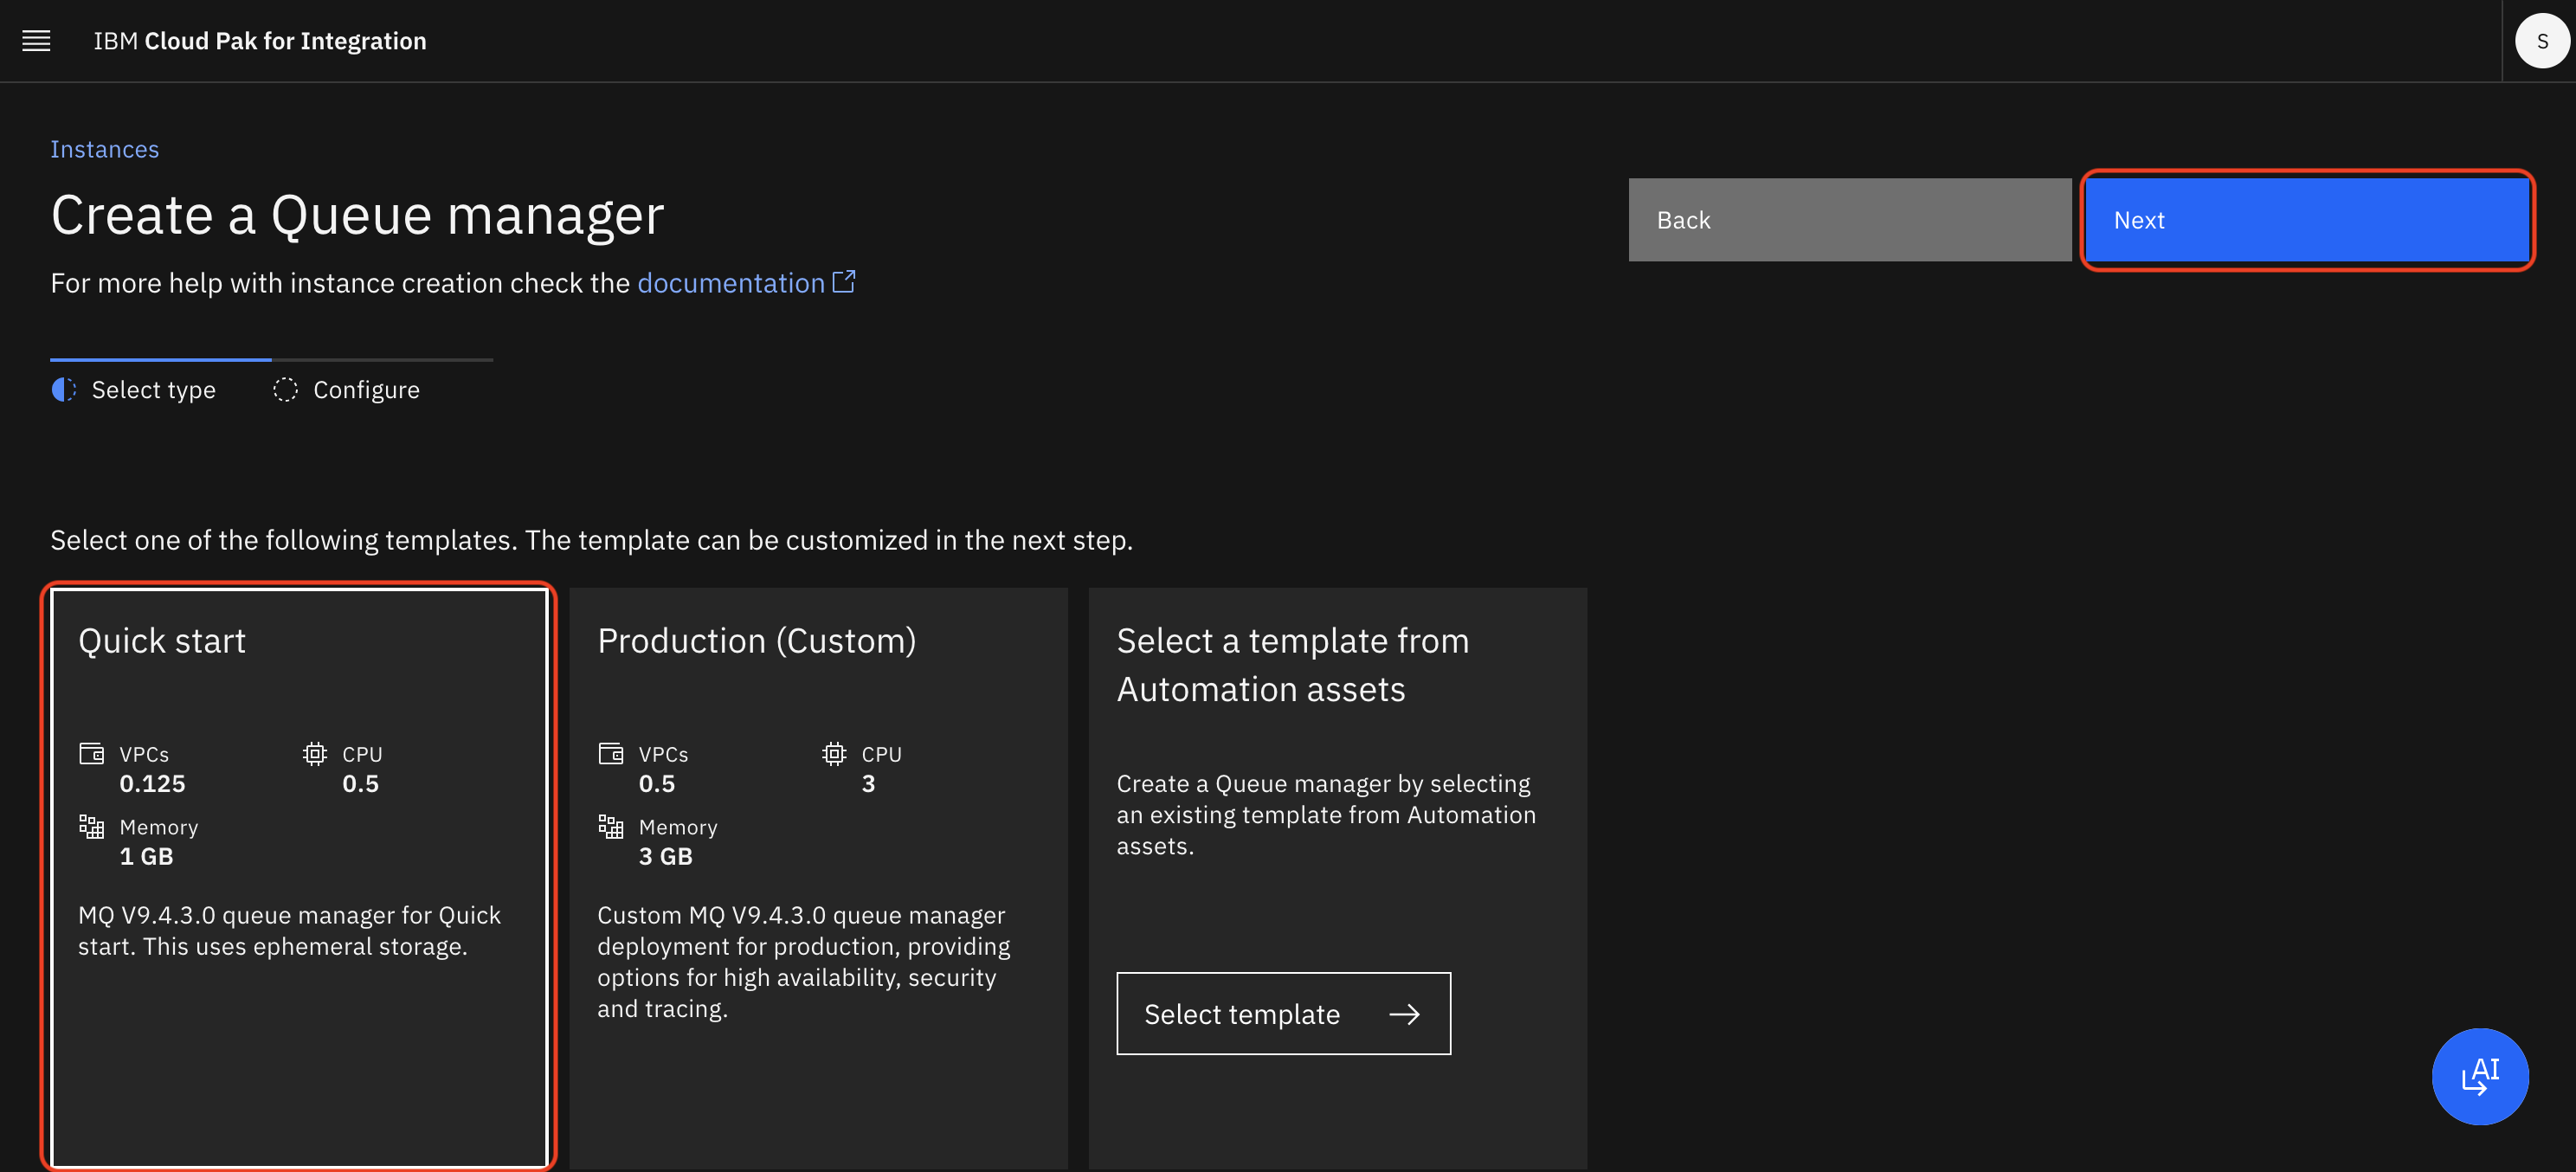 IBM Cloud Pak for Integration
S
Instances
Create a Queue manager
For more help with instance creation check the documentation
Back
Next
Select type
Configure
Select one of the following templates. The template can be customized in the next step.
Quick start
VPCs
0.125
CPU
0.5
Memory
1 GB
MQ V9.4.3.0 queue manager for Quick
start. This uses ephemeral storage.
Production (Custom)
VPCs
0.5
CPU
3
Memory
3 GB
Custom MQ V9.4.3.0 queue manager
deployment for production, providing
options for high availability, security
and tracing.
Select a template from
Automation assets
Create a Queue manager by selecting
an existing template from Automation
assets.
Select template
AI